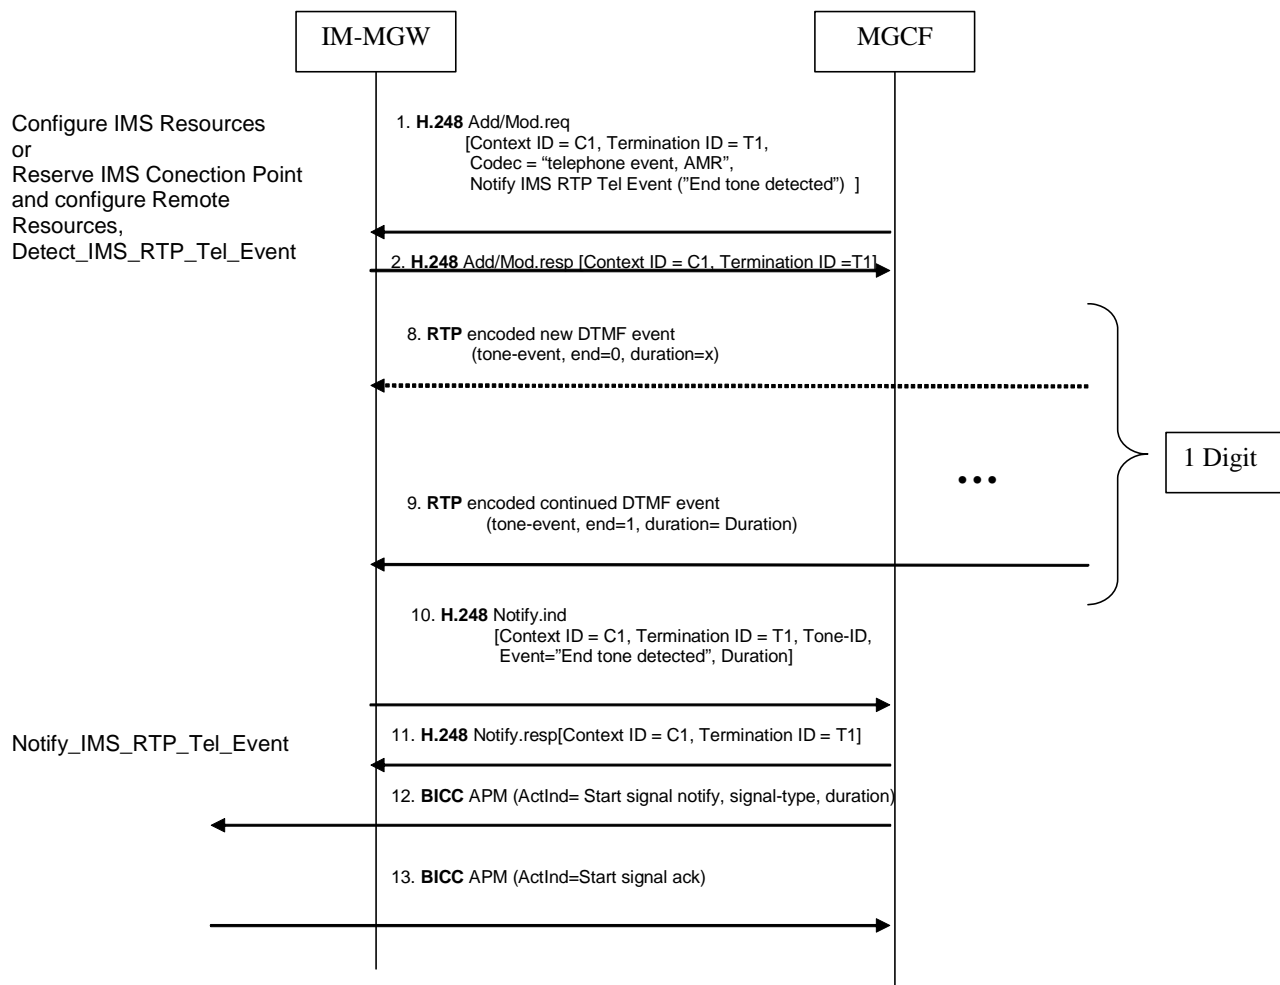 IM-MGW
MGCF
Configure IMS Resources
or
Reserve IMS Conection Point
and configure Remote
Resources,
Detect_IMS_RTP_Tel_Event
1. H.248 Add/Mod.req
[Context ID = C1, Termination ID = T1,
Codec = “telephone event, AMR”,
Notify IMS RTP Tel Event (”End tone detected”) ]
2. H.248 Add/Mod.resp [Context ID = C1, Termination ID =T1]
8. RTP encoded new DTMF event
(tone-event, end=0, duration=x)
1 Digit
...
9. RTP encoded continued DTMF event
(tone-event, end=1, duration= Duration)
10. H.248 Notify.ind
[Context ID = C1, Termination ID = T1, Tone-ID,
Event=”End tone detected”, Duration]
Notify_IMS_RTP_Tel_Event
11. H.248 Notify.resp[Context ID = C1, Termination ID = T1]
12. BICC APM (ActInd= Start signal notify, signal-type, duration)
13. BICC APM (ActInd=Start signal ack)